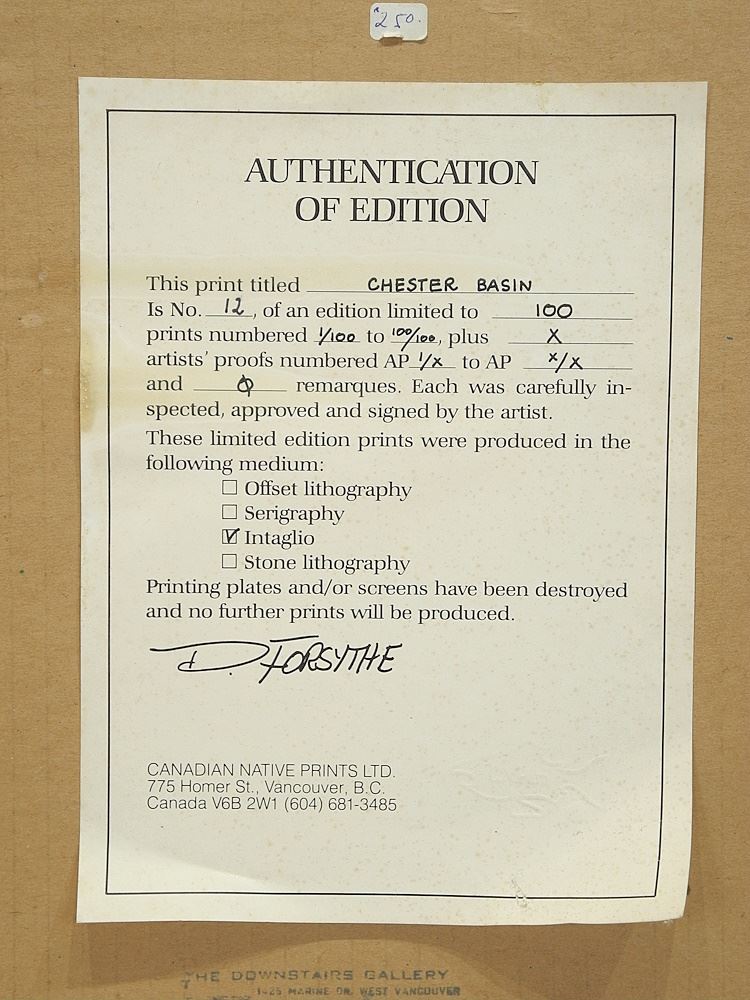 $250.
AUTHENTICATION
OF EDITION
This print titled CHESTER BASIN
Is No. 12, of an edition limited to 100
prints numbered 1/100 to 100/100, plus X
artists' proofs numbered AP 1/X to AP X/X
and Φ remarques. Each was carefully in-
spected, approved and signed by the artist.
These limited edition prints were produced in the
following medium:
☐ Offset lithography
☐ Serigraphy
☑ Intaglio
☐ Stone lithography
Printing plates and/or screens have been destroyed
and no further prints will be produced.
D. FORSYTHE
CANADIAN NATIVE PRINTS LTD.
775 Homer St., Vancouver, B.C.
Canada V6B 2W1 (604) 681-3485
THE DOWNSTAIRS GALLERY
MARINE DR. WEST VANCOUVER